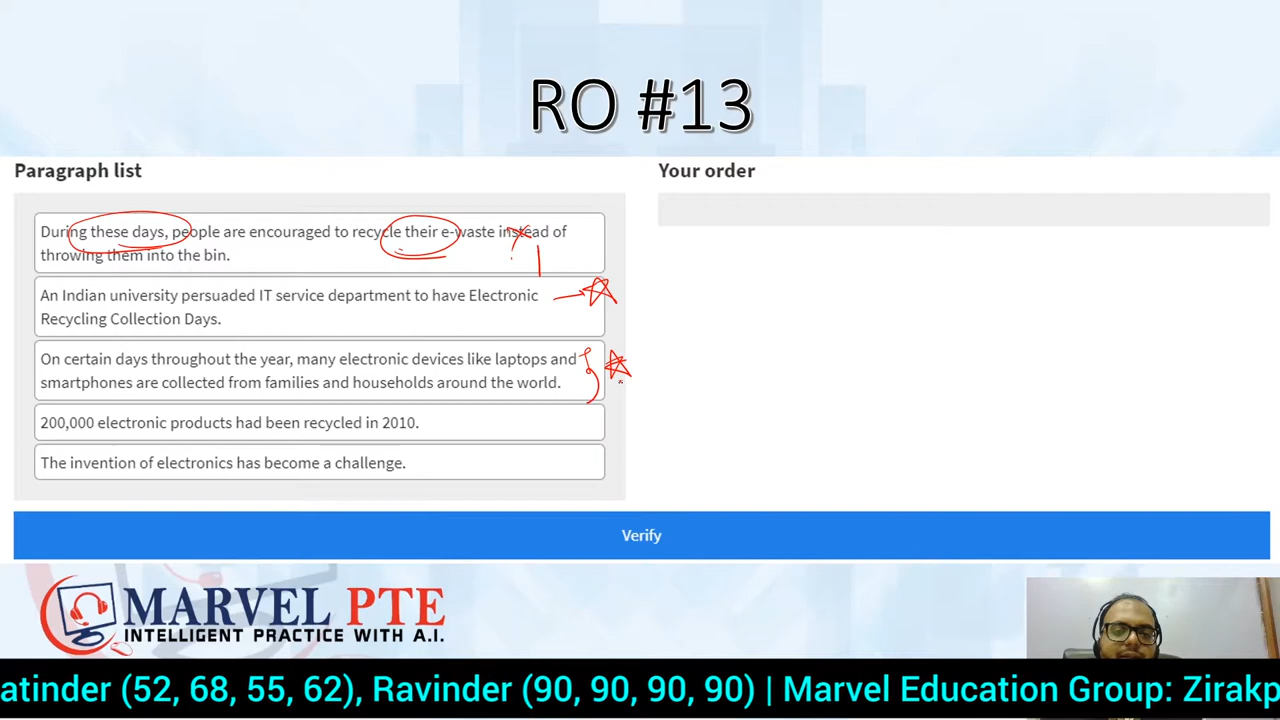 RO #13
Paragraph list
Your order
During these days, people are encouraged to recycle their e-waste instead of
throwing them into the bin.
An Indian university persuaded IT service department to have Electronic
Recycling Collection Days.
On certain days throughout the year, many electronic devices like laptops and
smartphones are collected from families and households around the world.
200,000 electronic products had been recycled in 2010.
The invention of electronics has become a challenge.
Verify
MARVEL PTE
INTELLIGENT PRACTICE WITH A.I.
atinder (52, 68, 55, 62), Ravinder (90, 90, 90, 90) | Marvel Education Group: Zirakp